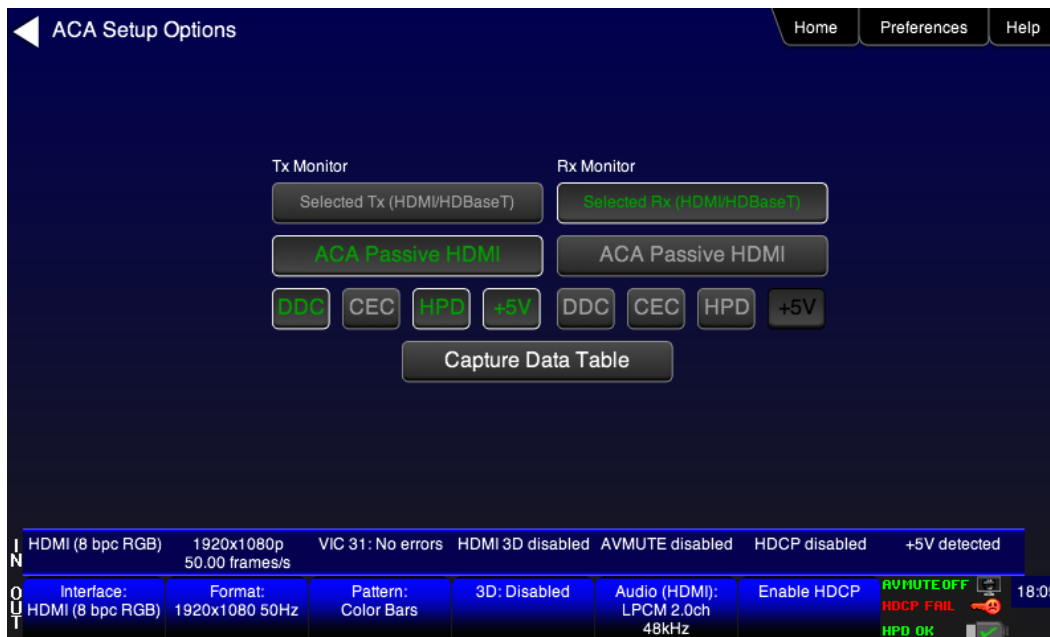 ACA Setup Options
Home Preferences Help
Tx Monitor Rx Monitor
Selected Tx (HDMI/HDBaseT) Selected Rx (HDMI/HDBaseT)
ACA Passive HDMI ACA Passive HDMI
DDC CEC HPD +5V DDC CEC HPD +5V
Capture Data Table
IN
HDMI (8 bpc RGB) 1920x1080p VIC 31: No errors HDMI 3D disabled AVMUTE disabled HDCP disabled +5V detected
50.00 frames/s
OUT
Interface: Format: Pattern: 3D: Disabled Audio (HDMI): Enable HDCP AVMUTE OFF
HDMI (8 bpc RGB) 1920x1080 50Hz Color Bars LPCM 2.0ch HDCP FAIL
48kHz HPD OK